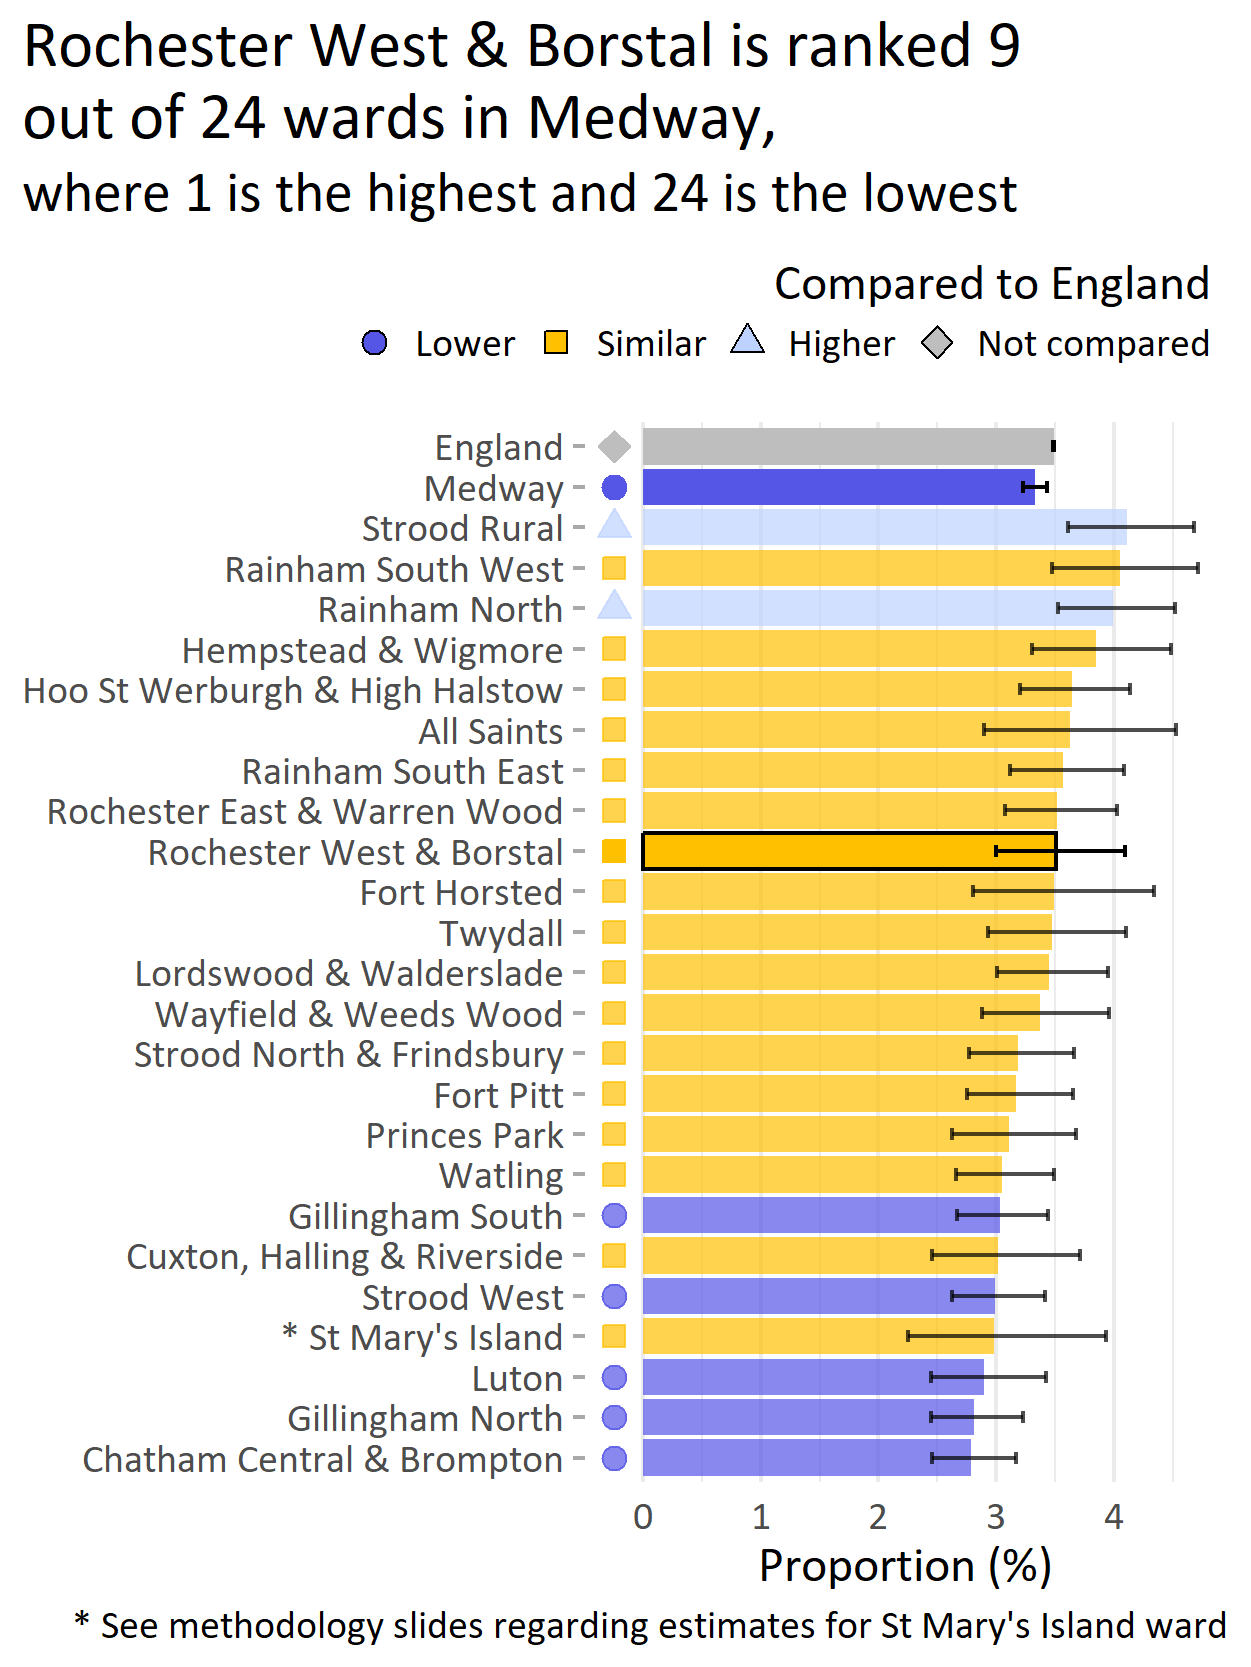 Rochester West & Borstal is ranked 9
out of 24 wards in Medway,
where 1 is the highest and 24 is the lowest
Compared to England
Lower Similar Higher Not compared
England
Medway
Strood Rural
Rainham South West
Rainham North
Hempstead & Wigmore
Hoo St Werburgh & High Halstow
All Saints
Rainham South East
Rochester East & Warren Wood
Rochester West & Borstal
Fort Horsted
Twydall
Lordswood & Walderslade
Wayfield & Weeds Wood
Strood North & Frindsbury
Fort Pitt
Princes Park
Watling
Gillingham South
Cuxton, Halling & Riverside
Strood West
* St Mary's Island
Luton
Gillingham North
Chatham Central & Brompton
0 1 2 3 4
Proportion (%)
* See methodology slides regarding estimates for St Mary's Island ward